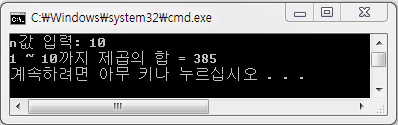 C:₩Windows₩system32₩cmd.exe
n값 입력: 10
1 ~ 10까지 제곱의 합 = 385
계속하려면 아무 키나 누르십시오 . . .